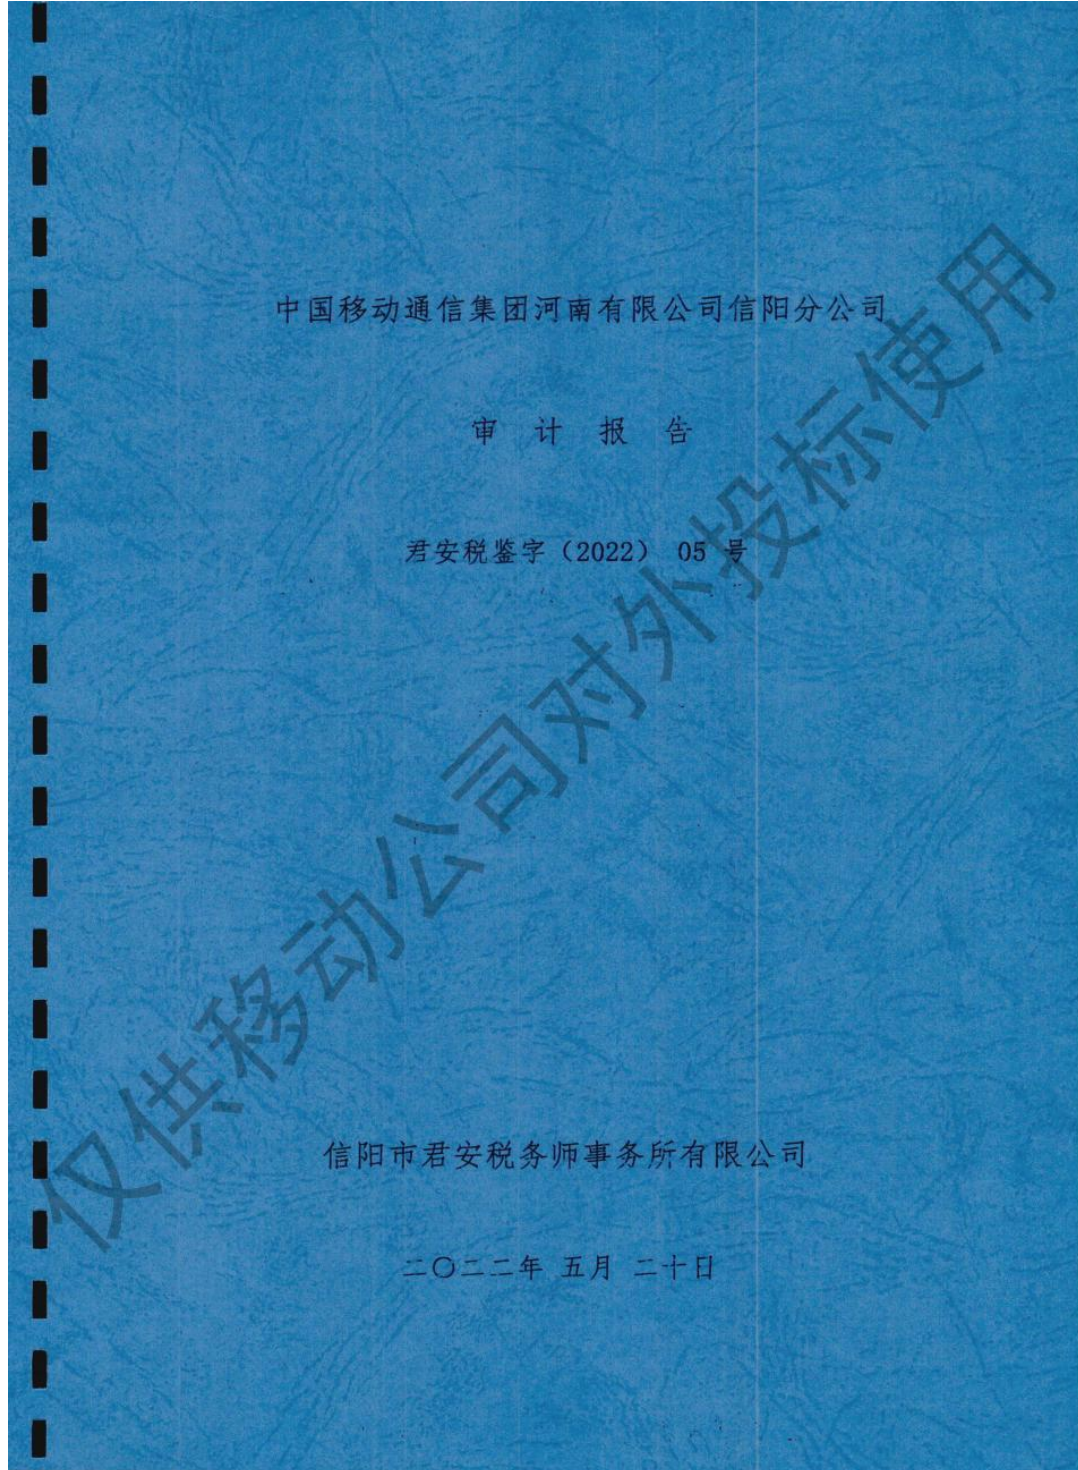 中国移动通信集团河南有限公司信阳分公司
审 计 报 告
君安税鉴字（2022） 05 号
仅供移动公司对外投标使用
信阳市君安税务师事务所有限公司
二〇二二年 五月 二十日